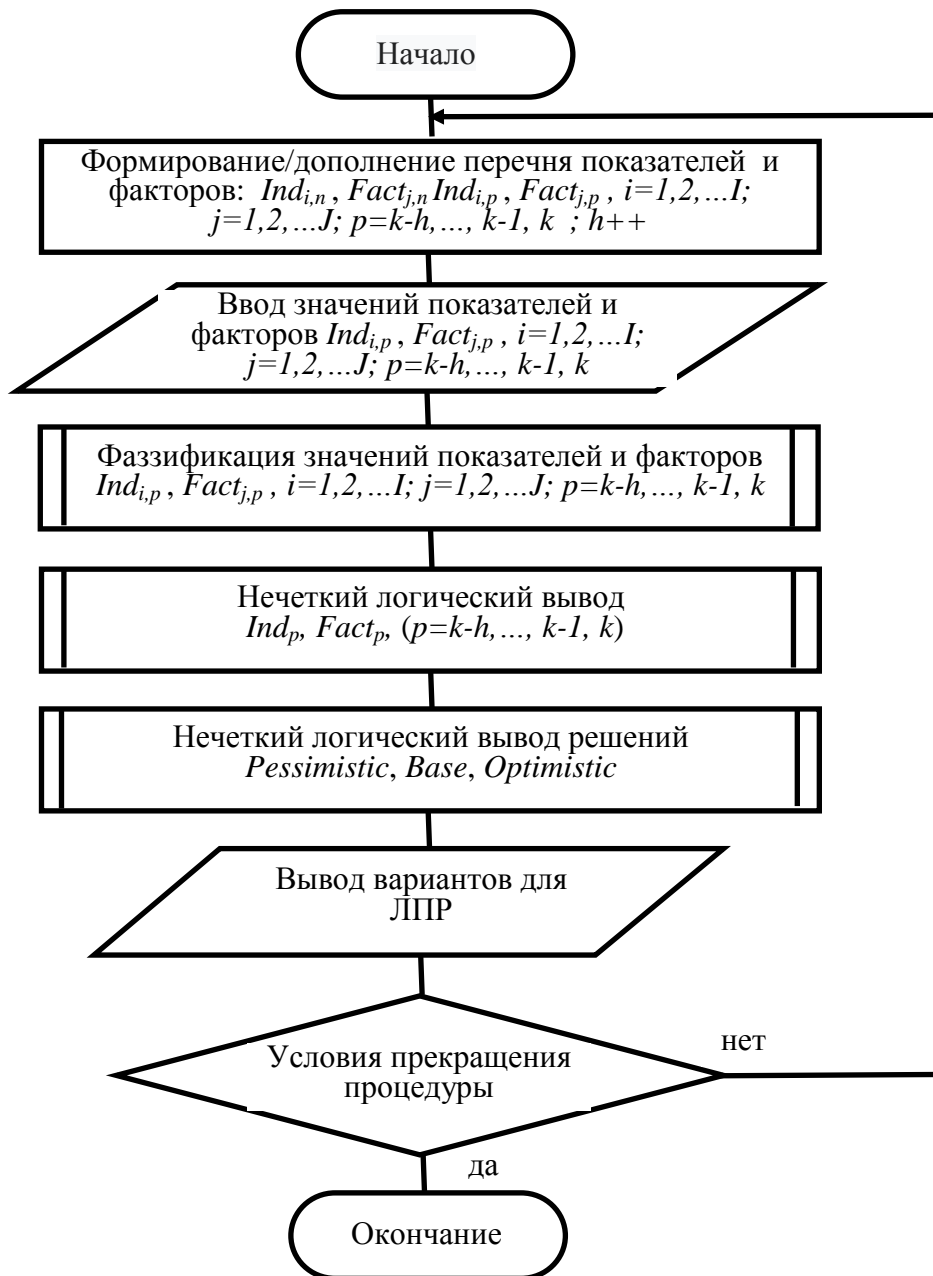 Начало
Формирование/дополнение перечня показателей и
факторов: Ind_{i,n} , Fact_{j,n} Ind_{i,p} , Fact_{j,p} , i=1,2,…I;
j=1,2,…J; p=k-h,…, k-1, k ; h++
Ввод значений показателей и
факторов Ind_{i,p} , Fact_{j,p} , i=1,2,…I;
j=1,2,…J; p=k-h,…, k-1, k
Фаззификация значений показателей и факторов
Ind_{i,p} , Fact_{j,p} , i=1,2,…I; j=1,2,…J; p=k-h,…, k-1, k
Нечеткий логический вывод
Ind_p, Fact_p, (p=k-h,…, k-1, k)
Нечеткий логический вывод решений
Pessimistic, Base, Optimistic
Вывод вариантов для
ЛПР
Условия прекращения
процедуры
нет
да
Окончание